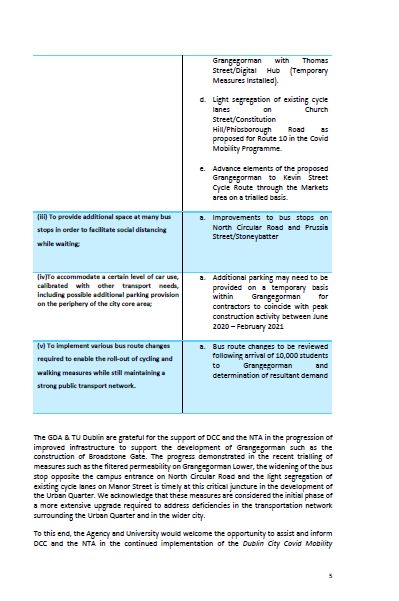 Grangegorman with Thomas
Street/Digital Hub (Temporary
Measures Installed).
d. Light segregation of existing cycle
lanes on Church
Street/Constitution
Hill/Phibsborough Road as
proposed for Route 10 in the Covid
Mobility Programme.
e. Advance elements of the proposed
Grangegorman to Kevin Street
Cycle Route through the Markets
area on a trialled basis.
(iii) To provide additional space at many bus
stops in order to facilitate social distancing
while waiting;
a. Improvements to bus stops on
North Circular Road and Prussia
Street/Stoneybatter
(iv)To accommodate a certain level of car use,
calibrated with other transport needs,
including possible additional parking provision
on the periphery of the city core area;
a. Additional parking may need to be
provided on a temporary basis
within Grangegorman for
contractors to coincide with peak
construction activity between June
2020 – February 2021
(v) To implement various bus route changes
required to enable the roll-out of cycling and
walking measures while still maintaining a
strong public transport network.
a. Bus route changes to be reviewed
following arrival of 10,000 students
to Grangegorman and
determination of resultant demand
The GDA & TU Dublin are grateful for the support of DCC and the NTA in the progression of
improved infrastructure to support the development of Grangegorman such as the
construction of Broadstone Gate. The progress demonstrated in the recent trialling of
measures such as the filtered permeability on Grangegorman Lower, the widening of the bus
stop opposite the campus entrance on North Circular Road and the light segregation of
existing cycle lanes on Manor Street is timely at this critical juncture in the development of
the Urban Quarter. We acknowledge that these measures are considered the initial phase of
a more extensive upgrade required to address deficiencies in the transportation network
surrounding the Urban Quarter and in the wider city.
To this end, the Agency and University would welcome the opportunity to assist and inform
DCC and the NTA in the continued implementation of the Dublin City Covid Mobility
5